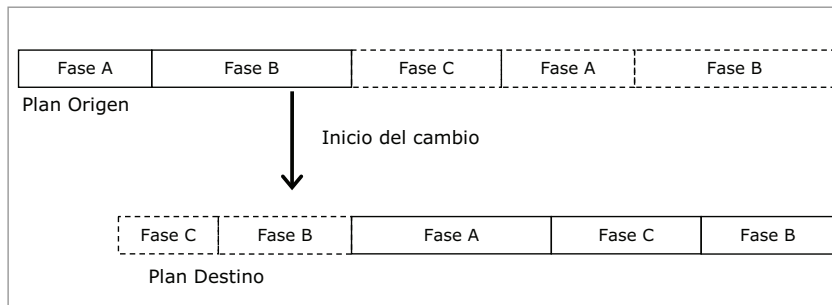 Fase A Fase B Fase C Fase A Fase B
Plan Origen
Inicio del cambio
Fase C Fase B Fase A Fase C Fase B
Plan Destino